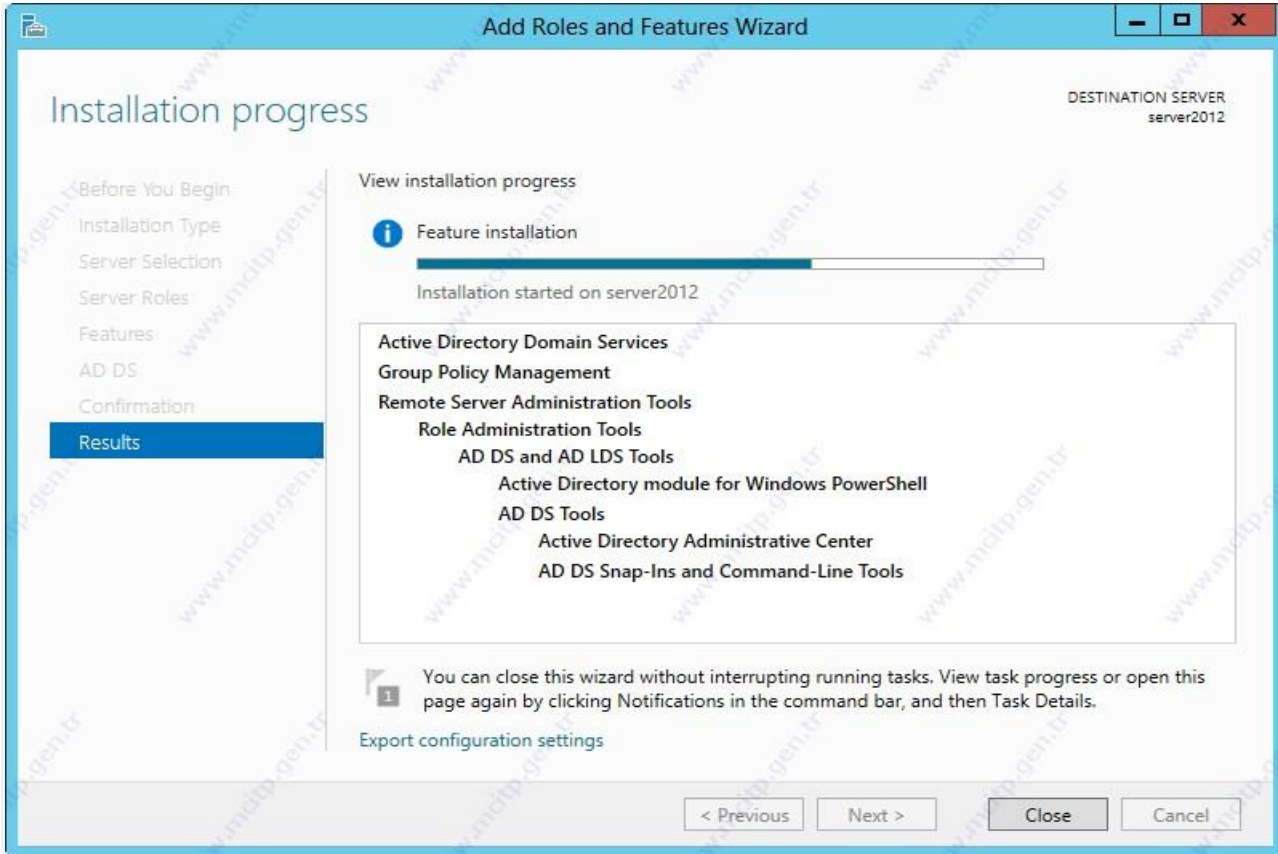 Add Roles and Features Wizard
Installation progress
DESTINATION SERVER
server2012
Before You Begin
Installation Type
Server Selection
Server Roles
Features
AD DS
Confirmation
Results
View installation progress
Feature installation
Installation started on server2012
Active Directory Domain Services
Group Policy Management
Remote Server Administration Tools
Role Administration Tools
AD DS and AD LDS Tools
Active Directory module for Windows PowerShell
AD DS Tools
Active Directory Administrative Center
AD DS Snap-Ins and Command-Line Tools
1
You can close this wizard without interrupting running tasks. View task progress or open this
page again by clicking Notifications in the command bar, and then Task Details.
Export configuration settings
< Previous
Next >
Close
Cancel
www.mcitp.gen.tr